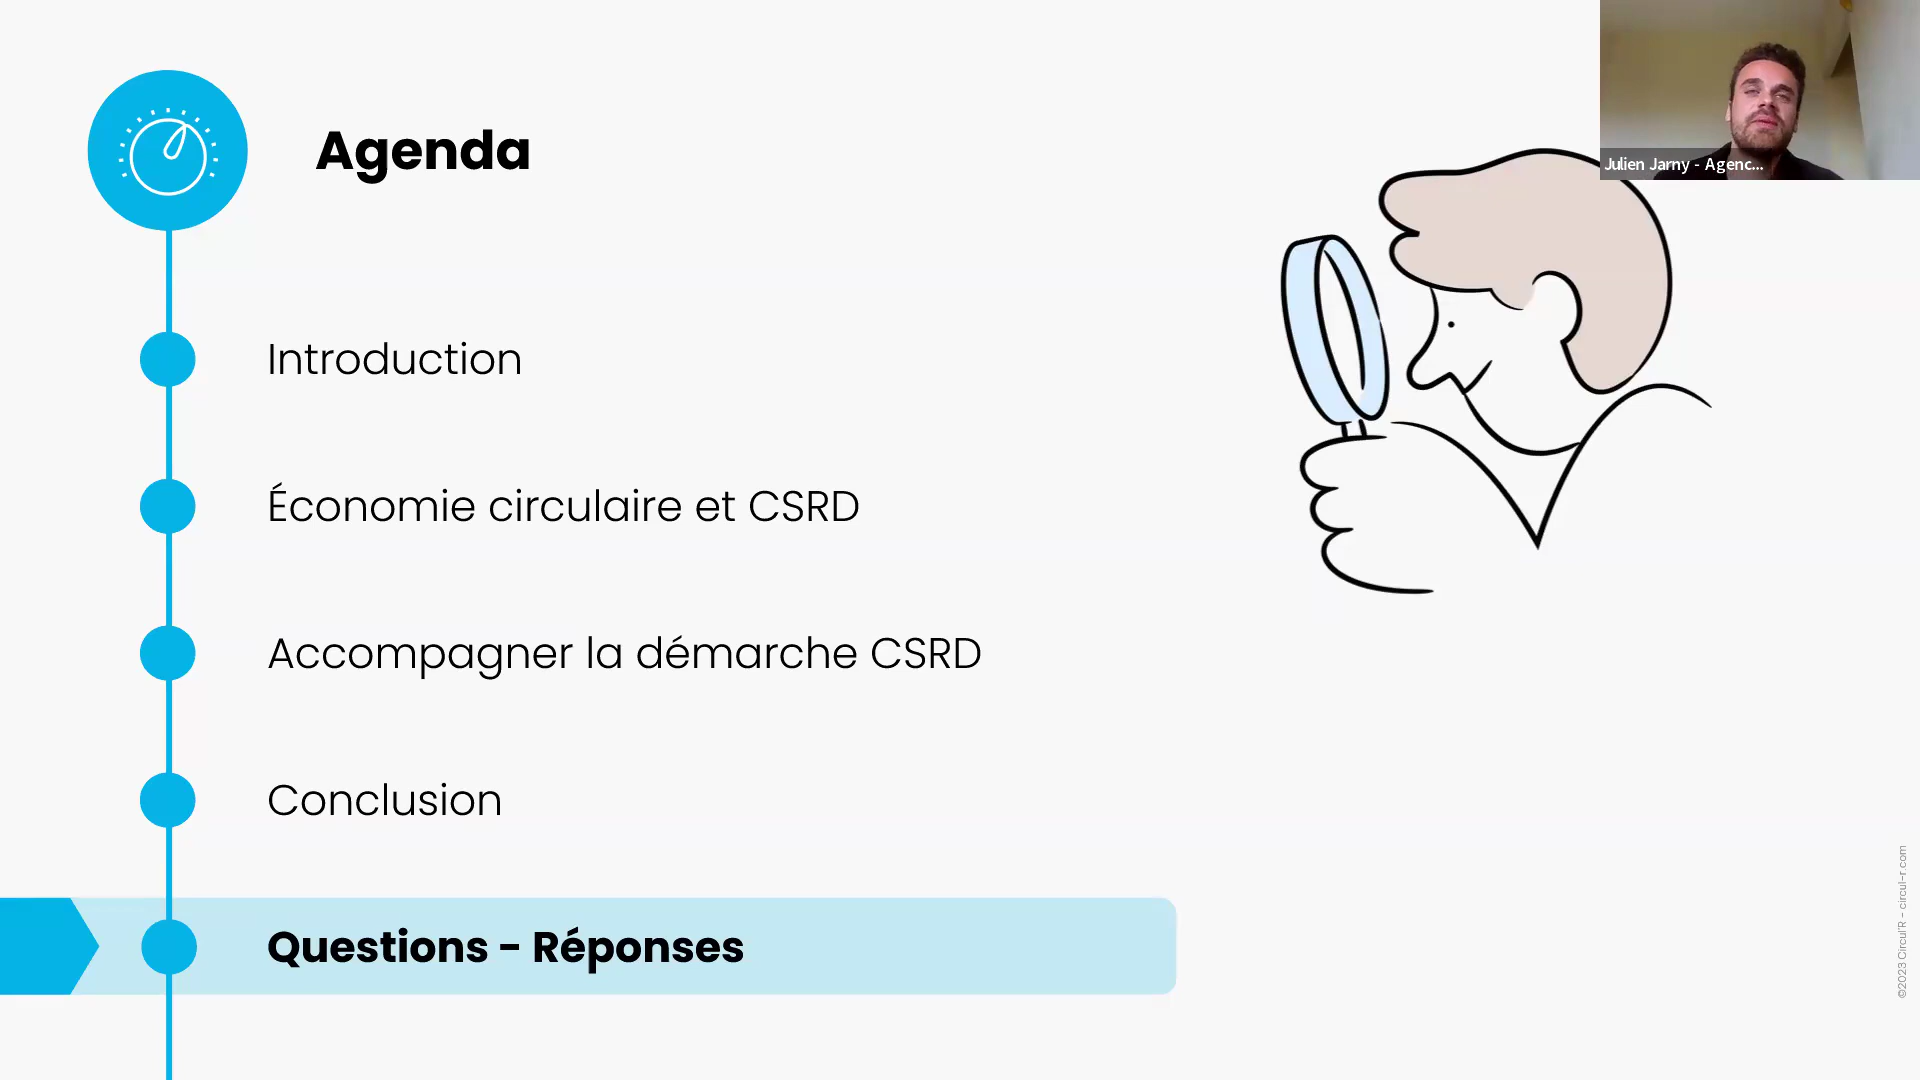 Agenda
Julien Jarny - Agenc...
Introduction
Économie circulaire et CSRD
Accompagner la démarche CSRD
Conclusion
Questions - Réponses
©2023 Circul'R - circul-r.com